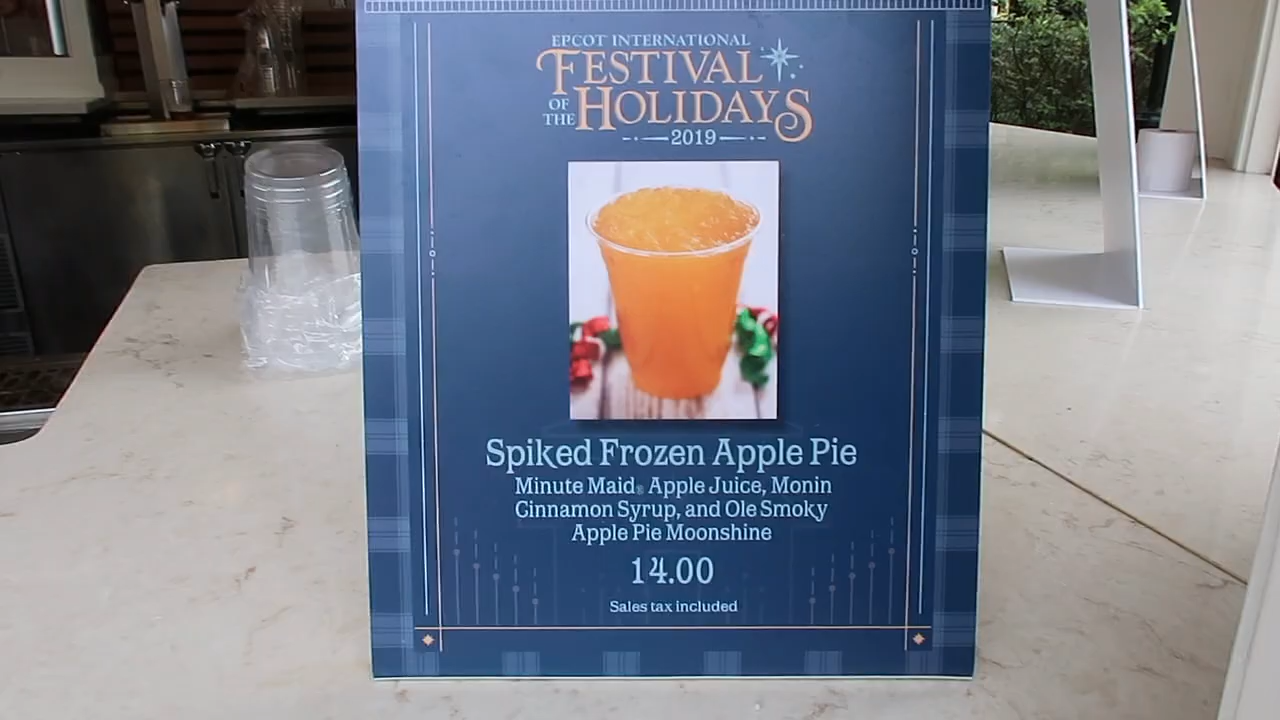 EPCOT INTERNATIONAL
FESTIVAL
OF THE HOLIDAYS
2019
Spiked Frozen Apple Pie
Minute Maid® Apple Juice, Monin
Cinnamon Syrup, and Ole Smoky
Apple Pie Moonshine
14.00
Sales tax included